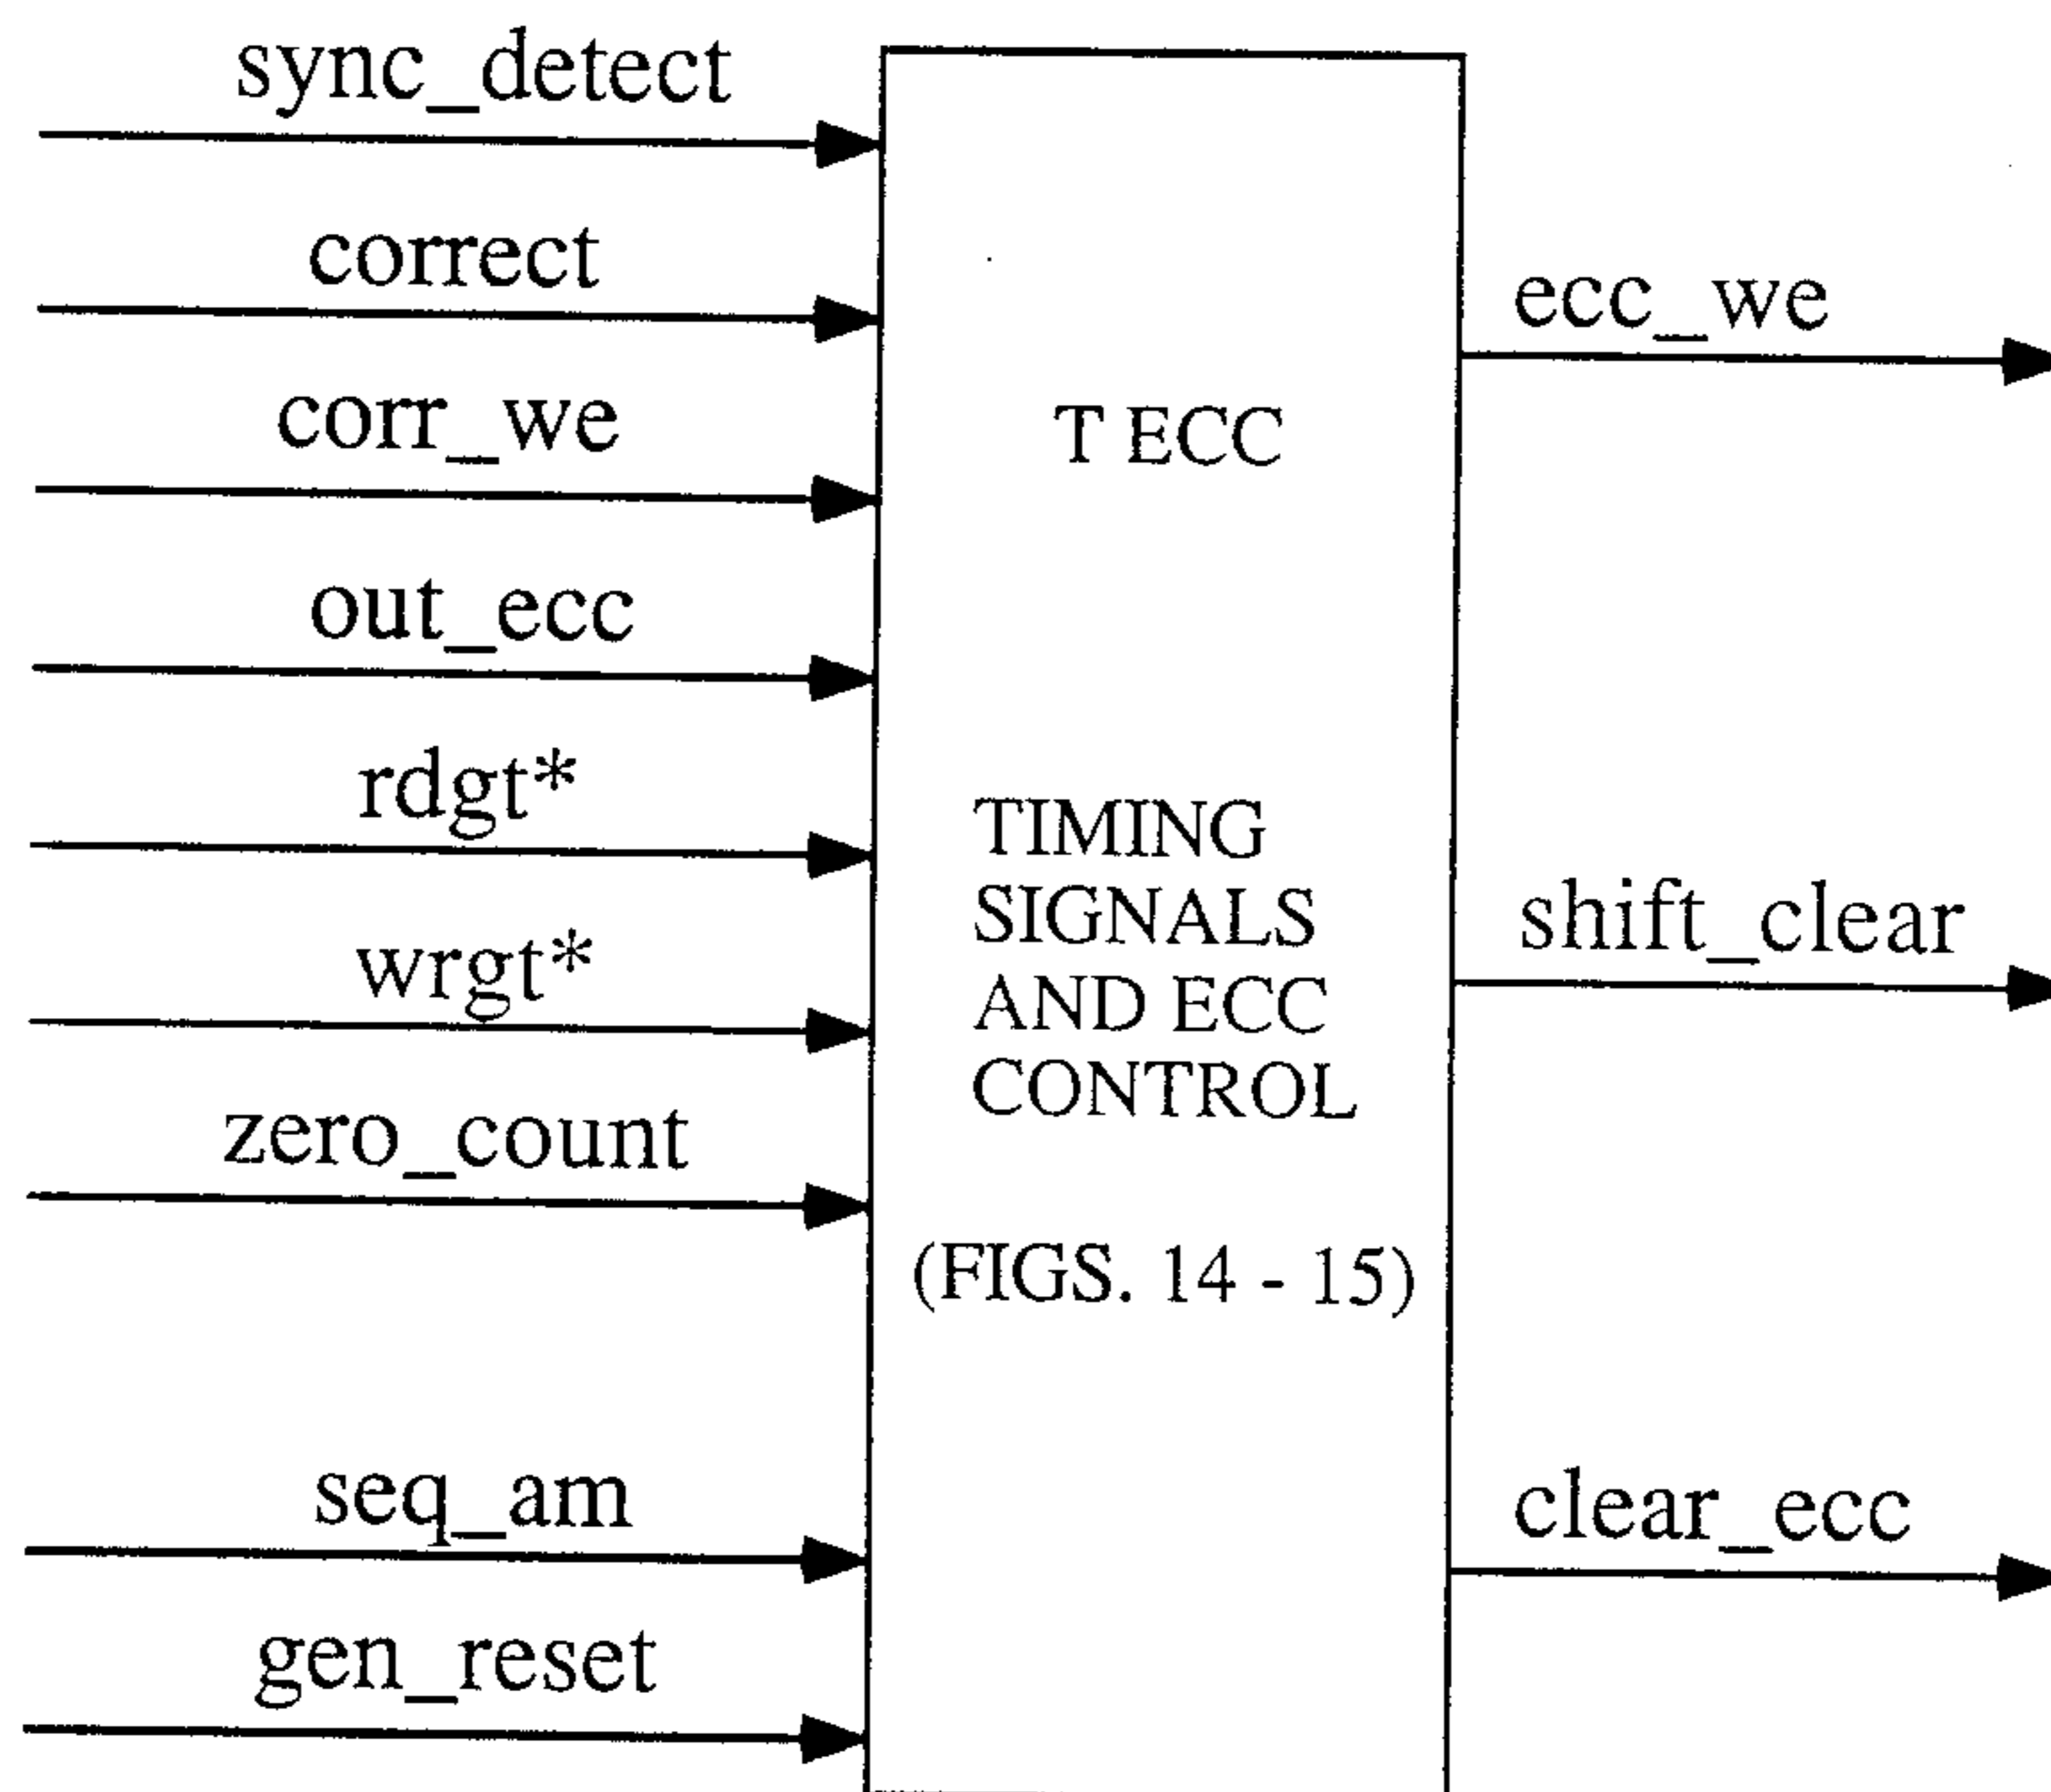 sync_detect
correct
corr_we
out_ecc
rdgt*
wrgt*
zero_count
seq_am
gen_reset
T ECC
TIMING
SIGNALS
AND ECC
CONTROL
(FIGS. 14 - 15)
ecc_we
shift_clear
clear_ecc